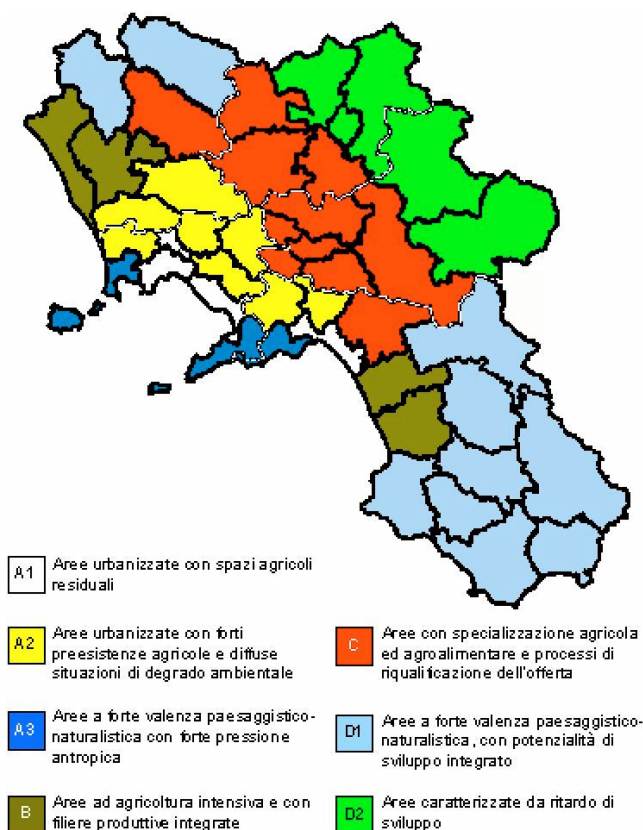 A1 Aree urbanizzate con spazi agricoli
residuali
A2 Aree urbanizzate con forti
preesistenze agricole e diffuse
situazioni di degrado ambientale
A3 Aree a forte valenza paesaggistico-
naturalistica con forte pressione
antropica
B Aree ad agricoltura intensiva e con
filiere produttive integrate
C Aree con specializzazione agricola
ed agroalimentare e processi di
riqualificazione dell'offerta
D1 Aree a forte valenza paesaggistico-
naturalistica, con potenzialità di
sviluppo integrato
D2 Aree caratterizzate da ritardo di
sviluppo